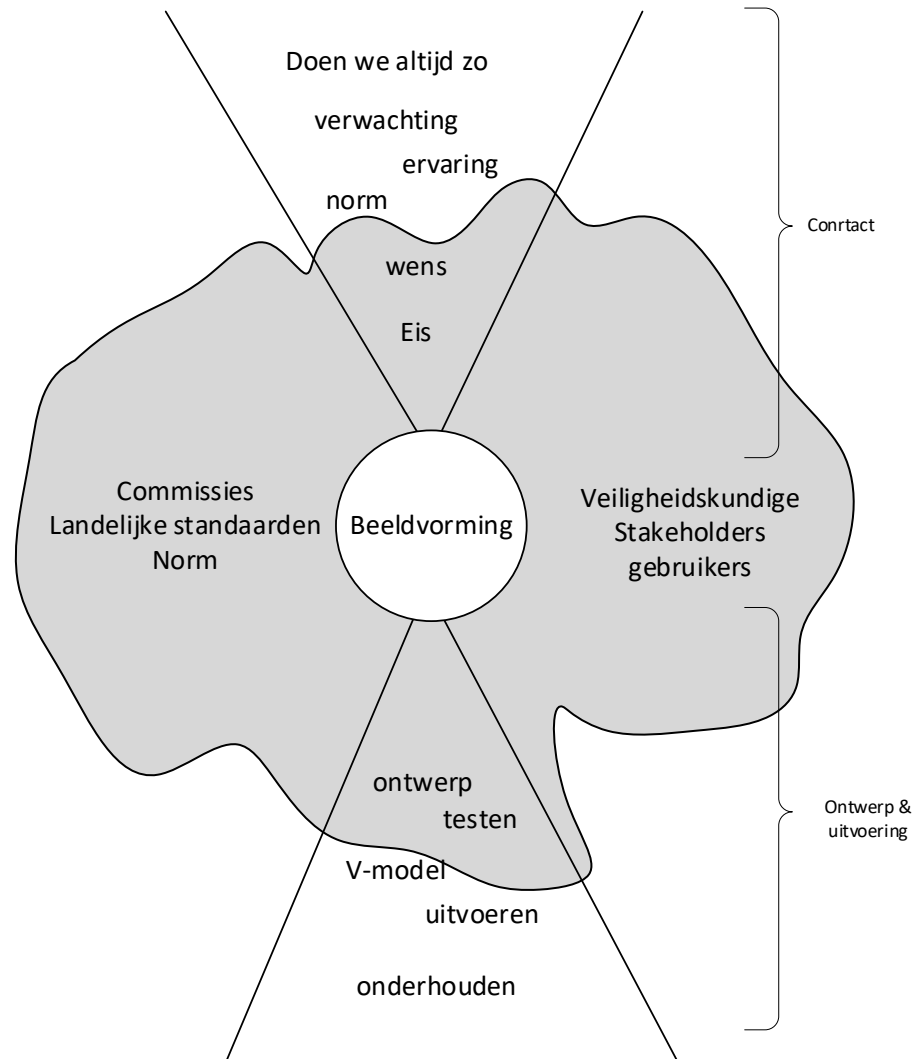 Doen we altijd zo
verwachting
ervaring
norm
wens
Eis
Conrtact
Commissies
Landelijke standaarden
Norm
Beeldvorming
Veiligheidskundige
Stakeholders
gebruikers
ontwerp
testen
V-model
uitvoeren
onderhouden
Ontwerp &
uitvoering